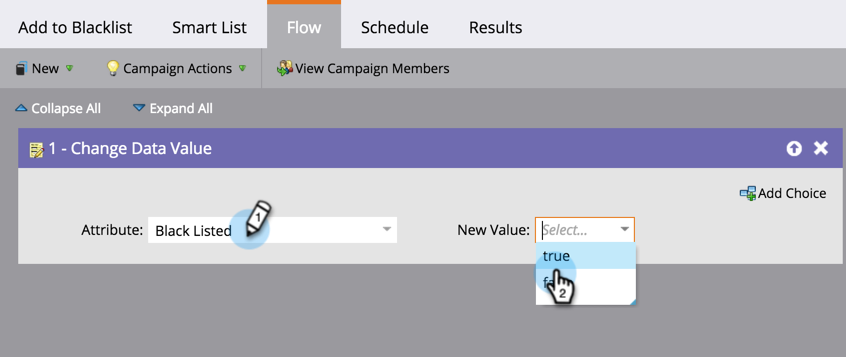 Add to Blacklist Smart List Flow Schedule Results
New Campaign Actions View Campaign Members
Collapse All Expand All
1 - Change Data Value
Add Choice
Attribute: Black Listed 1 New Value: Select...
true
2